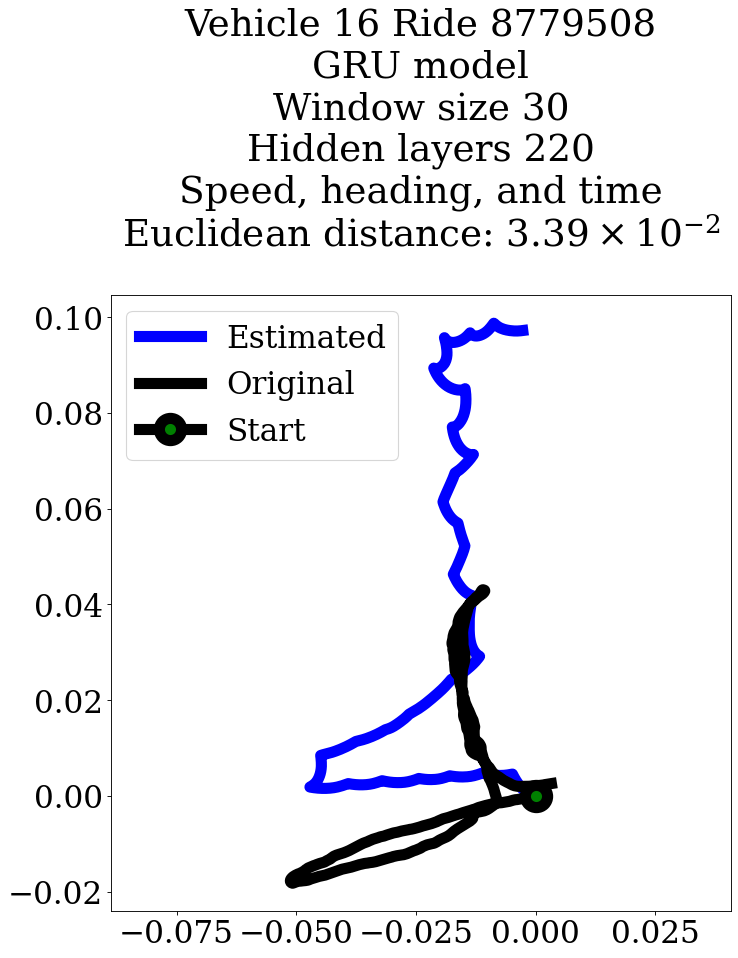 Vehicle 16 Ride 8779508
GRU model
Window size 30
Hidden layers 220
Speed, heading, and time
Euclidean distance: 3.39 × 10⁻²
Estimated
Original
Start
0.10
0.08
0.06
0.04
0.02
0.00
−0.02
−0.075 −0.050 −0.025 0.000 0.025